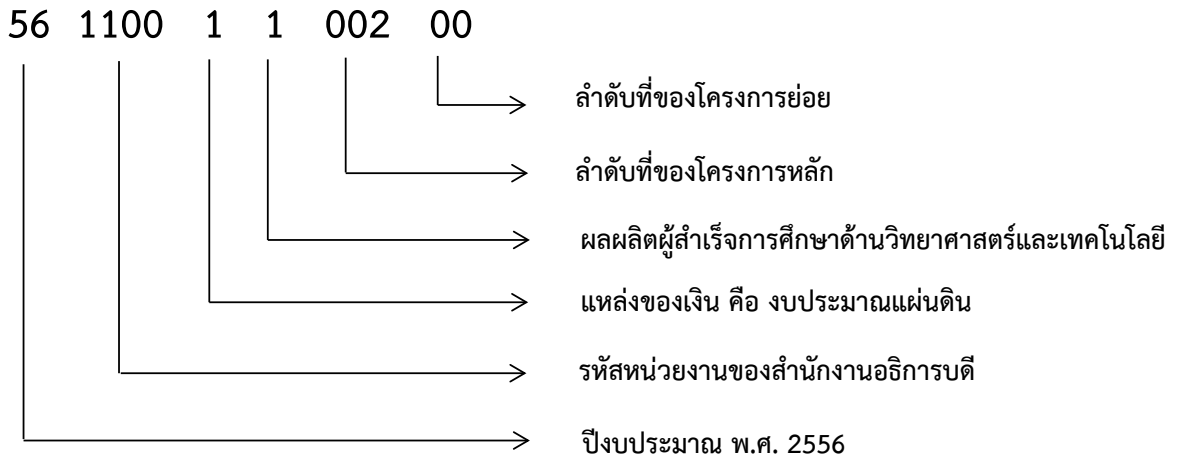 56 1100 1 1 002 00
ลำดับที่ของโครงการย่อย
ลำดับที่ของโครงการหลัก
ผลผลิตผู้สำเร็จการศึกษาด้านวิทยาศาสตร์และเทคโนโลยี
แหล่งของเงิน คือ งบประมาณแผ่นดิน
รหัสหน่วยงานของสำนักงานอธิการบดี
ปีงบประมาณ พ.ศ. 2556